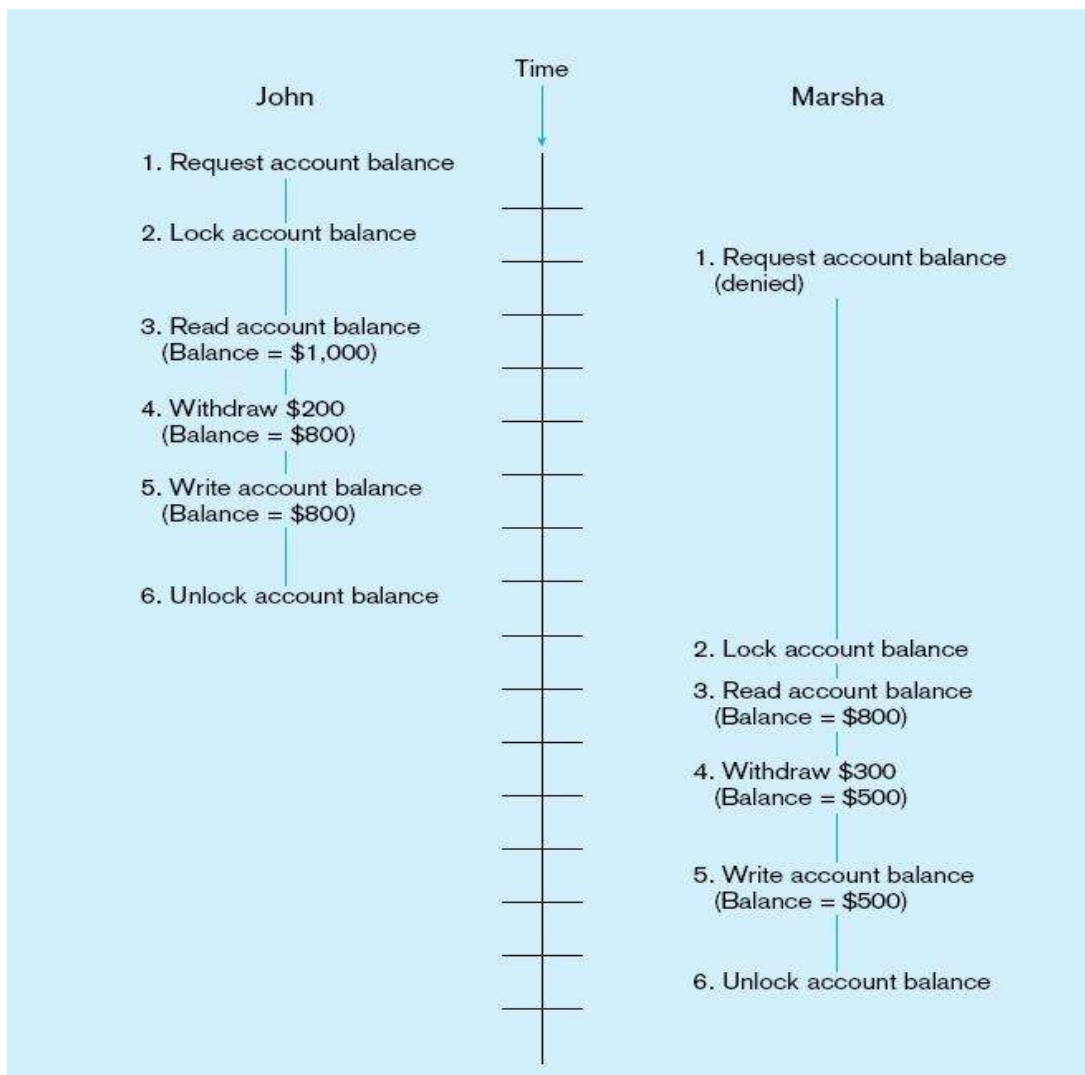 Time
John
Marsha
1. Request account balance
2. Lock account balance
1. Request account balance
(denied)
3. Read account balance
(Balance = $1,000)
4. Withdraw $200
(Balance = $800)
5. Write account balance
(Balance = $800)
6. Unlock account balance
2. Lock account balance
3. Read account balance
(Balance = $800)
4. Withdraw $300
(Balance = $500)
5. Write account balance
(Balance = $500)
6. Unlock account balance